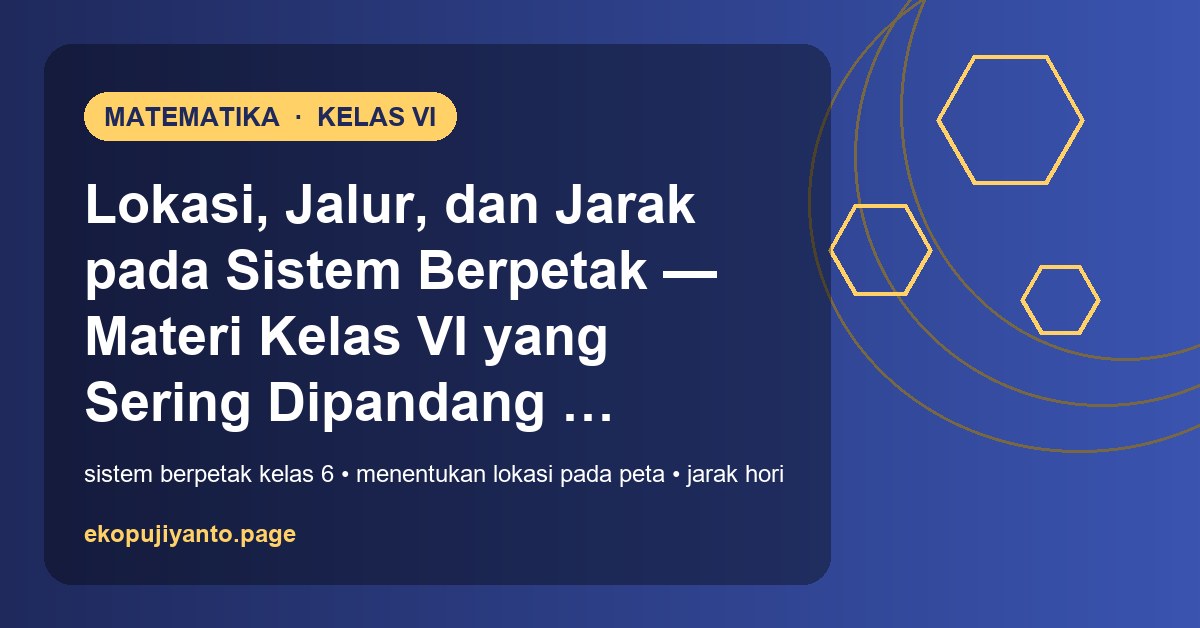 MATEMATIKA · KELAS VI
Lokasi, Jalur, dan Jarak
pada Sistem Berpetak —
Materi Kelas VI yang
Sering Dipandang …
sistem berpetak kelas 6 • menentukan lokasi pada peta • jarak hori
ekopujiyanto.page